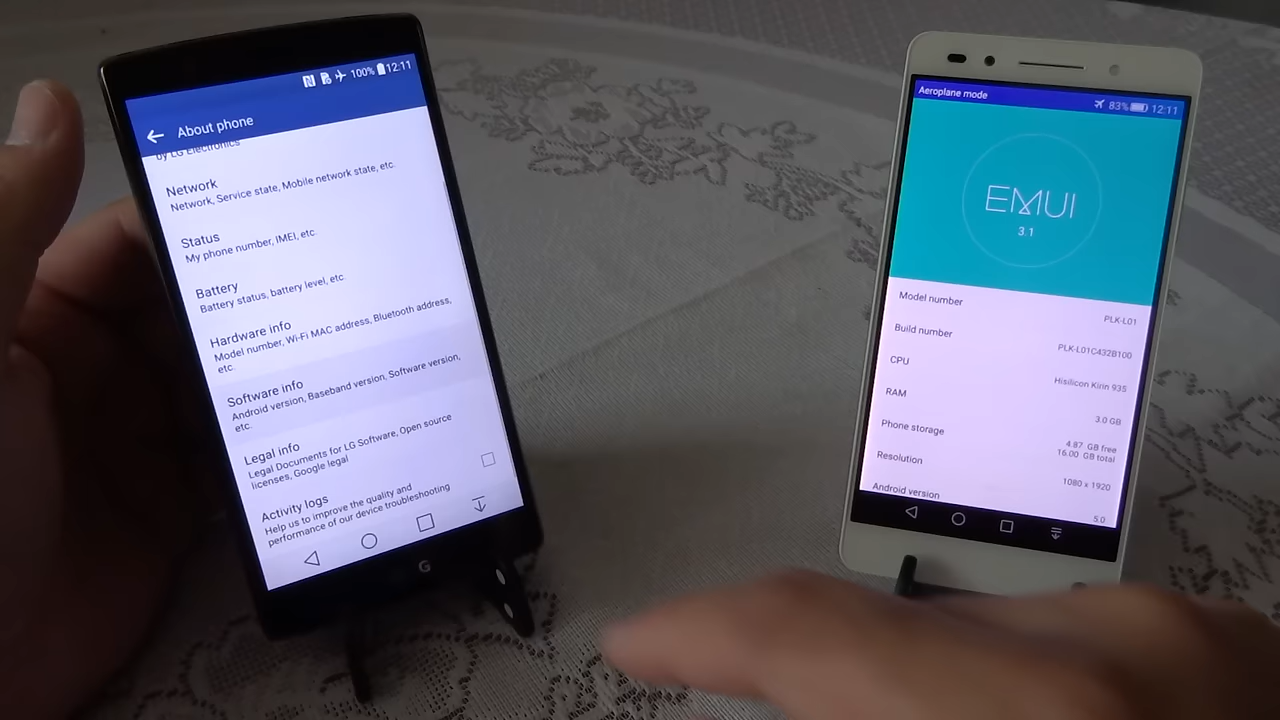 100% 12:11
About phone
by LG Electronics
Network
Network, Service state, Mobile network state, etc.
Status
My phone number, IMEI, etc.
Battery
Battery status, battery level, etc.
Hardware info
Model number, Wi-Fi MAC address, Bluetooth address,
etc.
Software info
Android version, Baseband version, Software version,
etc.
Legal info
Legal Documents for LG Software, Open source
licenses, Google legal
Activity logs
Help us to improve the quality and
performance of our device troubleshooting
G
Aeroplane mode 83% 12:11
EMUI
3.1
Model number PLK-L01
Build number PLK-L01C432B100
CPU Hisilicon Kirin 935
RAM 3.0 GB
Phone storage 4.87 GB free
16.00 GB total
Resolution 1080 x 1920
Android version 5.0